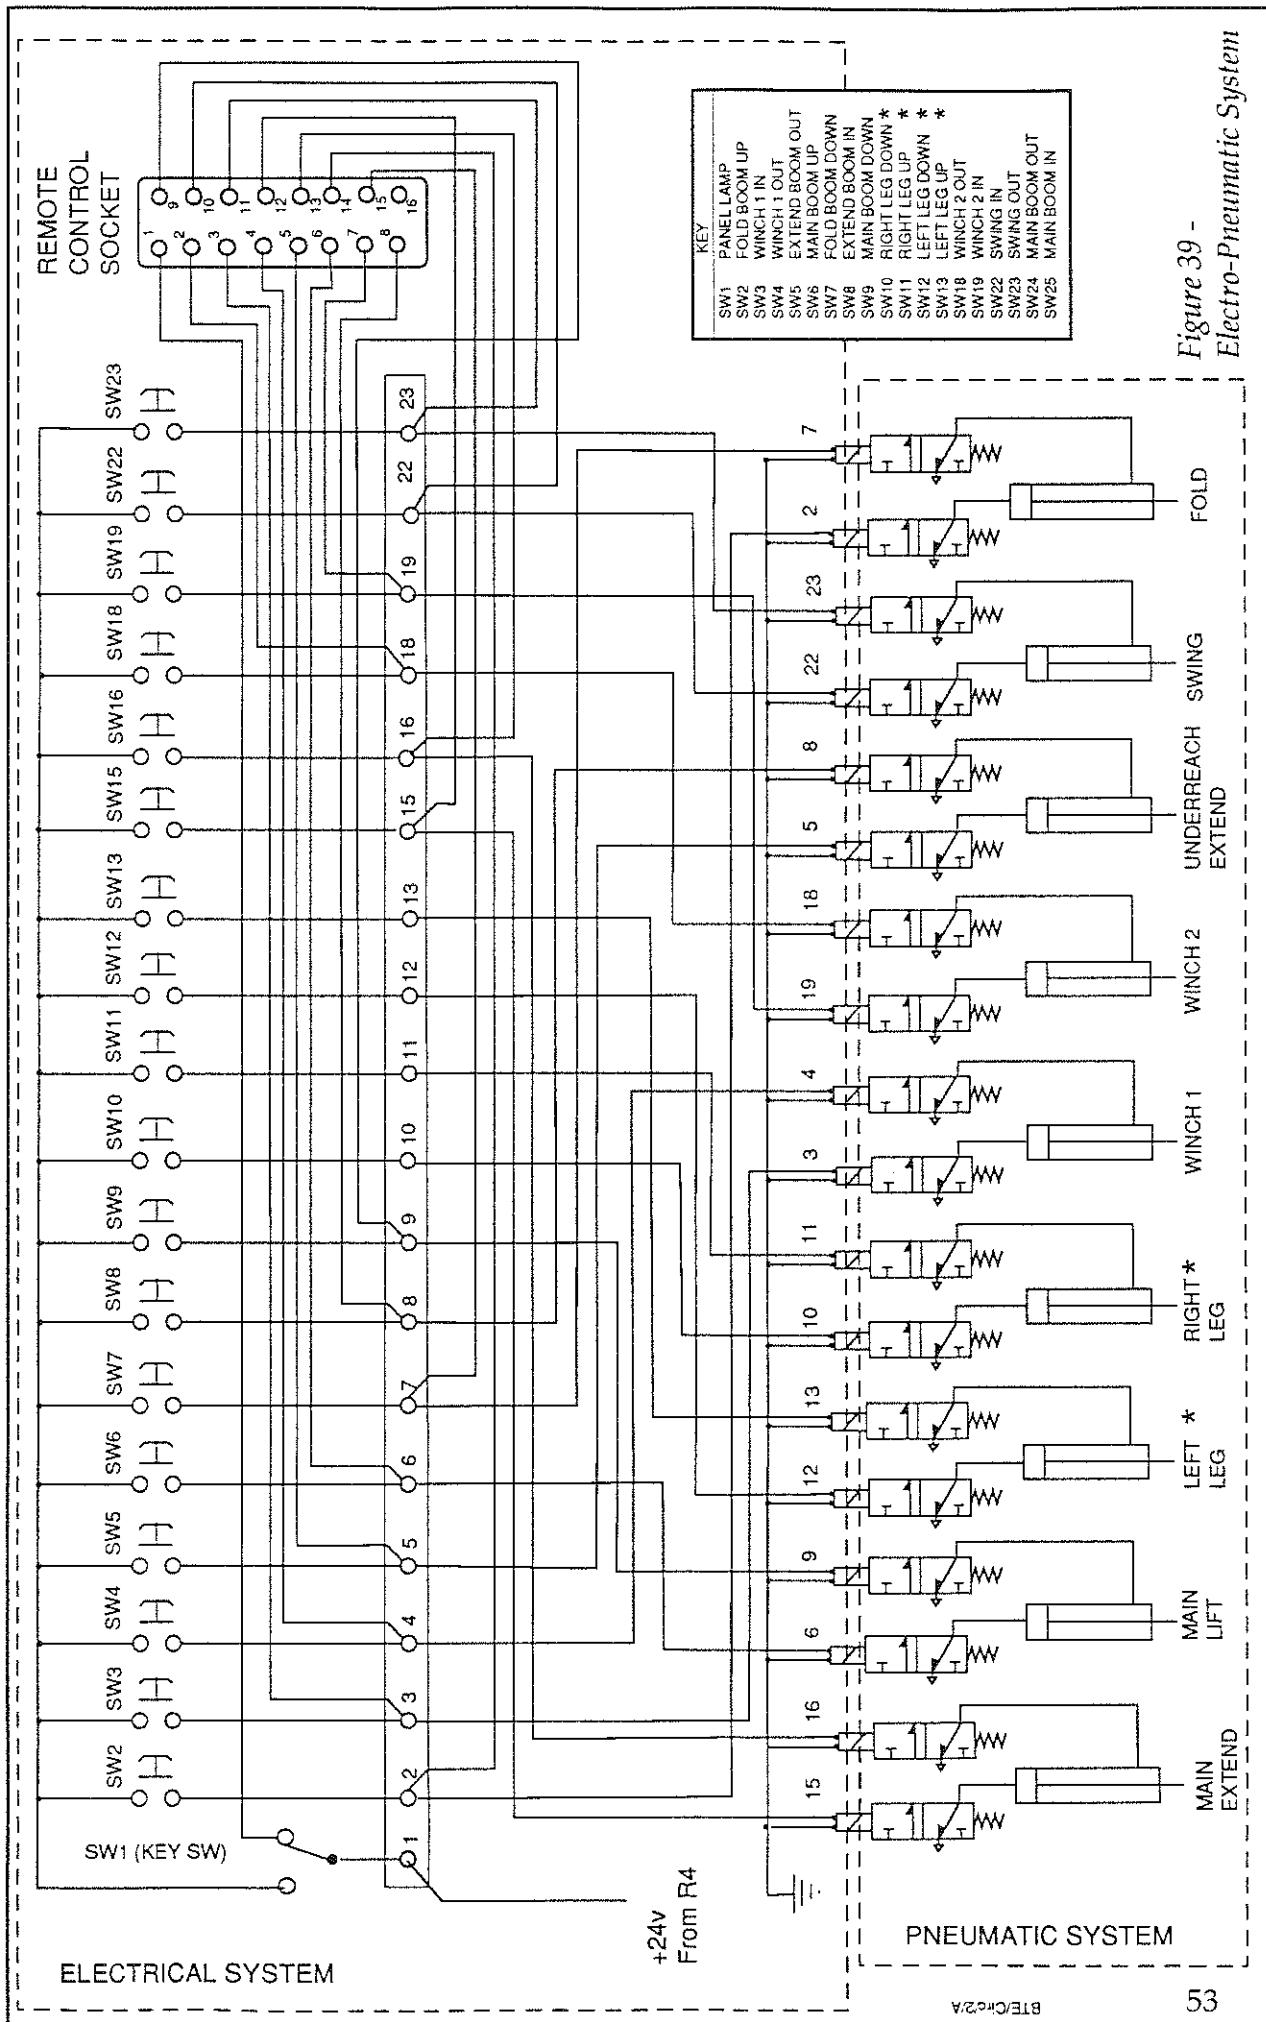 REMOTE
CONTROL
SOCKET
1 2 3 4 5 6 7 8
9 10 11 12 13 14 15 16
SW2 SW3 SW4 SW5 SW6 SW7 SW8 SW9 SW10 SW11 SW12 SW13 SW15 SW16 SW18 SW19 SW22 SW23
SW1 (KEY SW)
1 2 3 4 5 6 7 8 9 10 11 12 13 15 16 18 19 22 23
+24v
From R4
ELECTRICAL SYSTEM
KEY
SW1 PANEL LAMP
SW2 FOLD BOOM UP
SW3 WINCH 1 IN
SW4 WINCH 1 OUT
SW5 EXTEND BOOM OUT
SW6 MAIN BOOM UP
SW7 FOLD BOOM DOWN
SW8 EXTEND BOOM IN
SW9 MAIN BOOM DOWN
SW10 RIGHT LEG DOWN *
SW11 RIGHT LEG UP *
SW12 LEFT LEG DOWN *
SW13 LEFT LEG UP *
SW18 WINCH 2 OUT
SW19 WINCH 2 IN
SW22 SWING IN
SW23 SWING OUT
SW24 MAIN BOOM OUT
SW25 MAIN BOOM IN
15 16 6 9 12 13 10 11 3 4 19 18 5 8 22 23 2 7
MAIN
EXTEND
MAIN
LIFT
LEFT *
LEG
RIGHT *
LEG
WINCH 1
WINCH 2
UNDERREACH
EXTEND
SWING
FOLD
PNEUMATIC SYSTEM
Figure 39 -
Electro-Pneumatic System
BTE/Circ/2/A
53